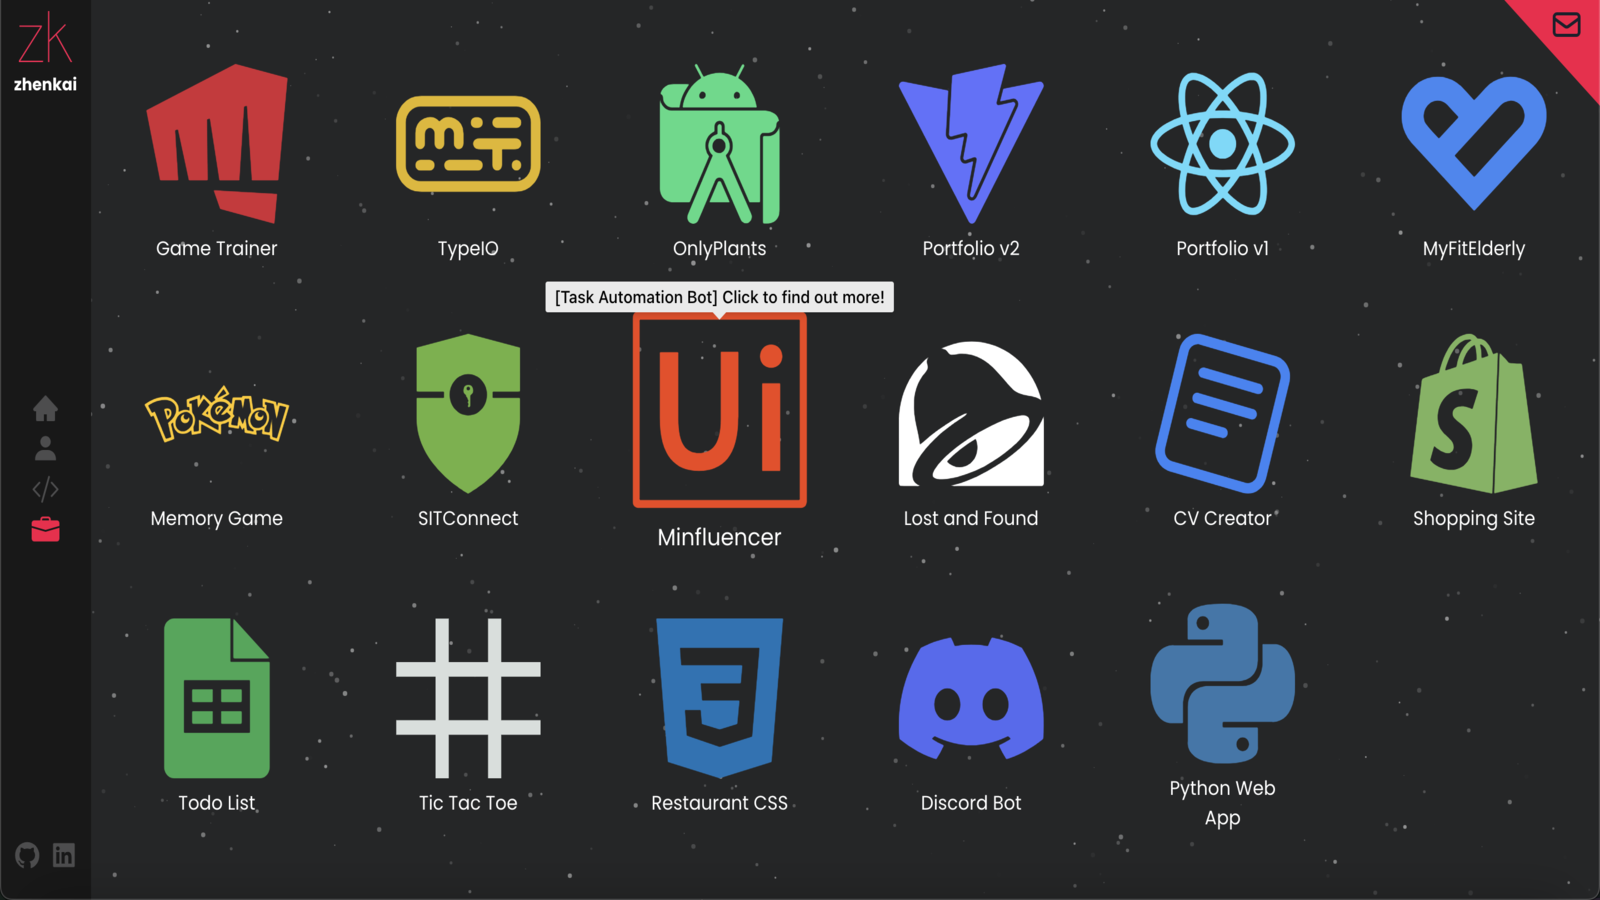 zk
zhenkai
Game Trainer
TypeIO
OnlyPlants
Portfolio v2
Portfolio v1
MyFitElderly
[Task Automation Bot] Click to find out more!
POKéMON
Ui
S
Memory Game
SITConnect
Minfluencer
Lost and Found
CV Creator
Shopping Site
</>
3
Todo List
Tic Tac Toe
Restaurant CSS
Discord Bot
Python Web
App
in